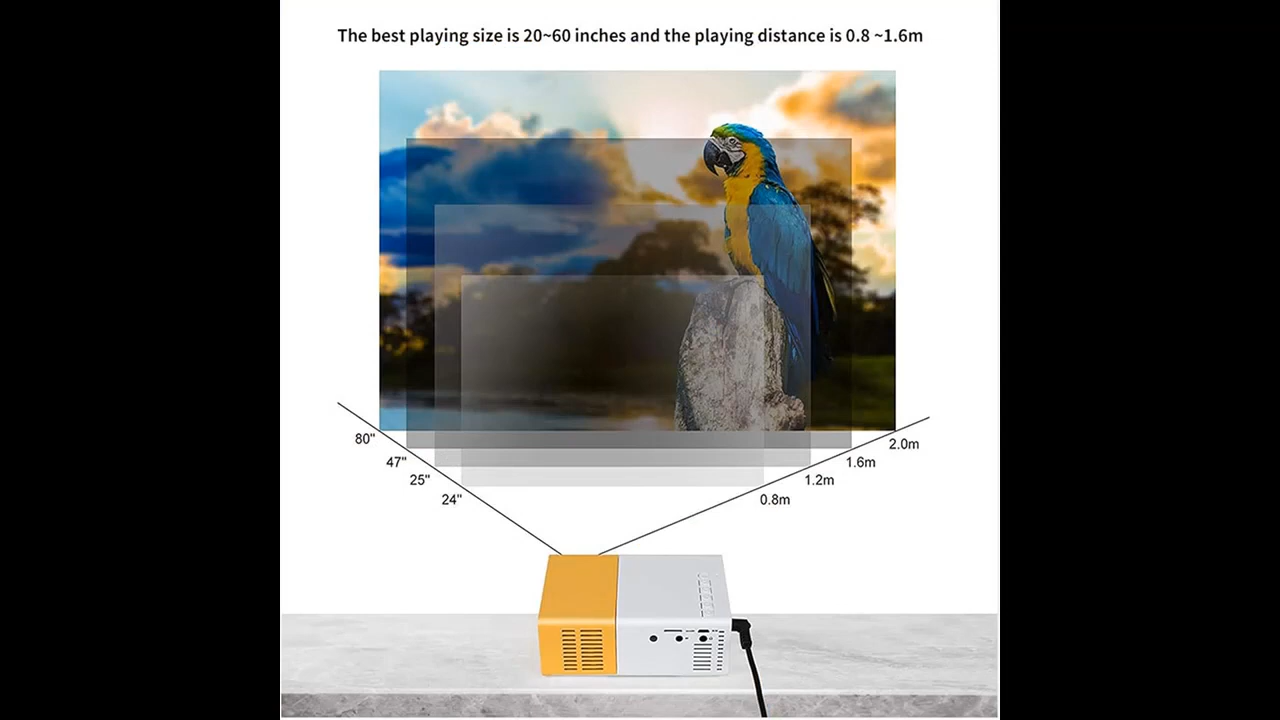 The best playing size is 20~60 inches and the playing distance is 0.8 ~1.6m
80"
2.0m
47"
1.6m
25"
1.2m
24"
0.8m